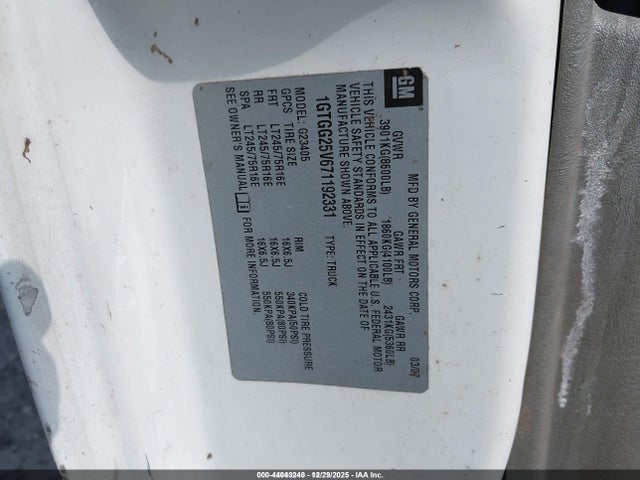 GM
MFD BY GENERAL MOTORS CORP. 03/07
GVWR GAWR FRT GAWR RR
3901KG(8600LB) 1860KG(4100LB) 2431KG(5360LB)
THIS VEHICLE CONFORMS TO ALL APPLICABLE U.S. FEDERAL MOTOR
VEHICLE SAFETY STANDARDS IN EFFECT ON THE DATE OF
MANUFACTURE SHOWN ABOVE.
1GTGG25V671192331 TYPE: TRUCK
MODEL: G23405
GPCS TIRE SIZE RIM COLD TIRE PRESSURE
FRT LT245/75R16E 16X6.5J 340KPA(50PSI)
RR LT245/75R16E 16X6.5J 550KPA(80PSI)
SPA LT245/75R16E 16X6.5J 550KPA(80PSI)
SEE OWNER'S MANUAL FOR MORE INFORMATION.
000-44043240 - 12/29/2025 - IAA Inc.